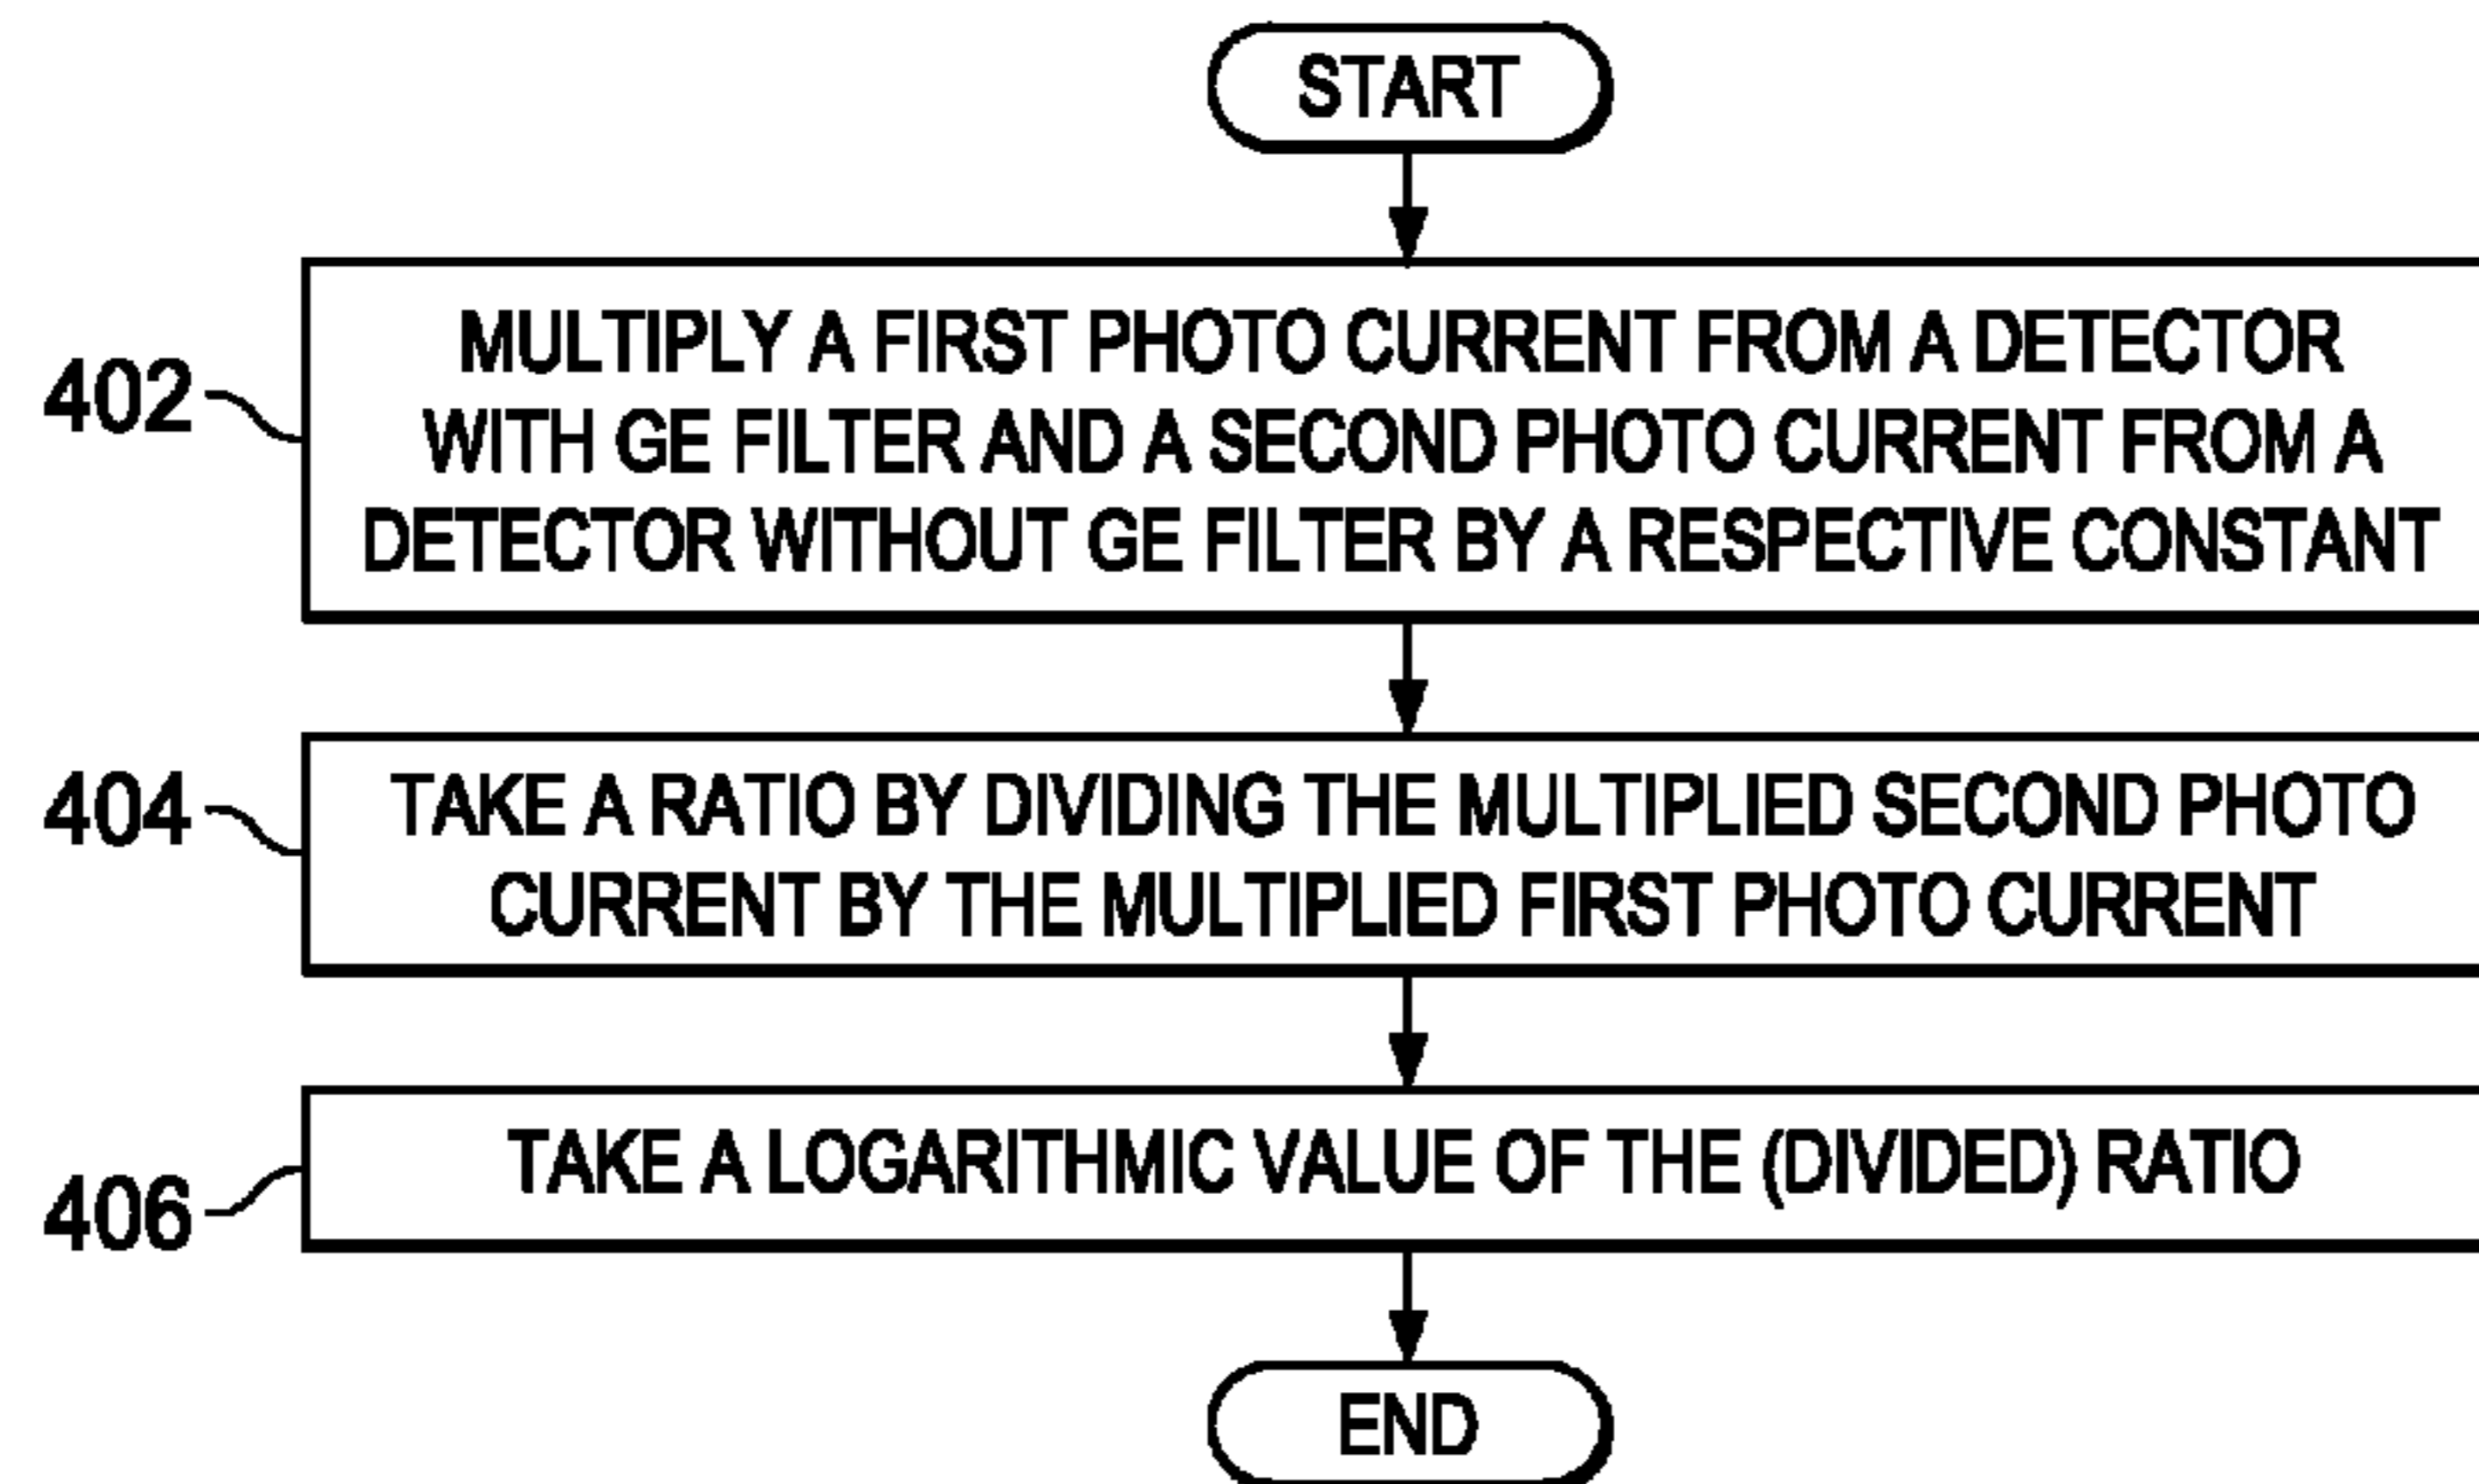 START
402
MULTIPLY A FIRST PHOTO CURRENT FROM A DETECTOR
WITH GE FILTER AND A SECOND PHOTO CURRENT FROM A
DETECTOR WITHOUT GE FILTER BY A RESPECTIVE CONSTANT
404
TAKE A RATIO BY DIVIDING THE MULTIPLIED SECOND PHOTO
CURRENT BY THE MULTIPLIED FIRST PHOTO CURRENT
406
TAKE A LOGARITHMIC VALUE OF THE (DIVIDED) RATIO
END